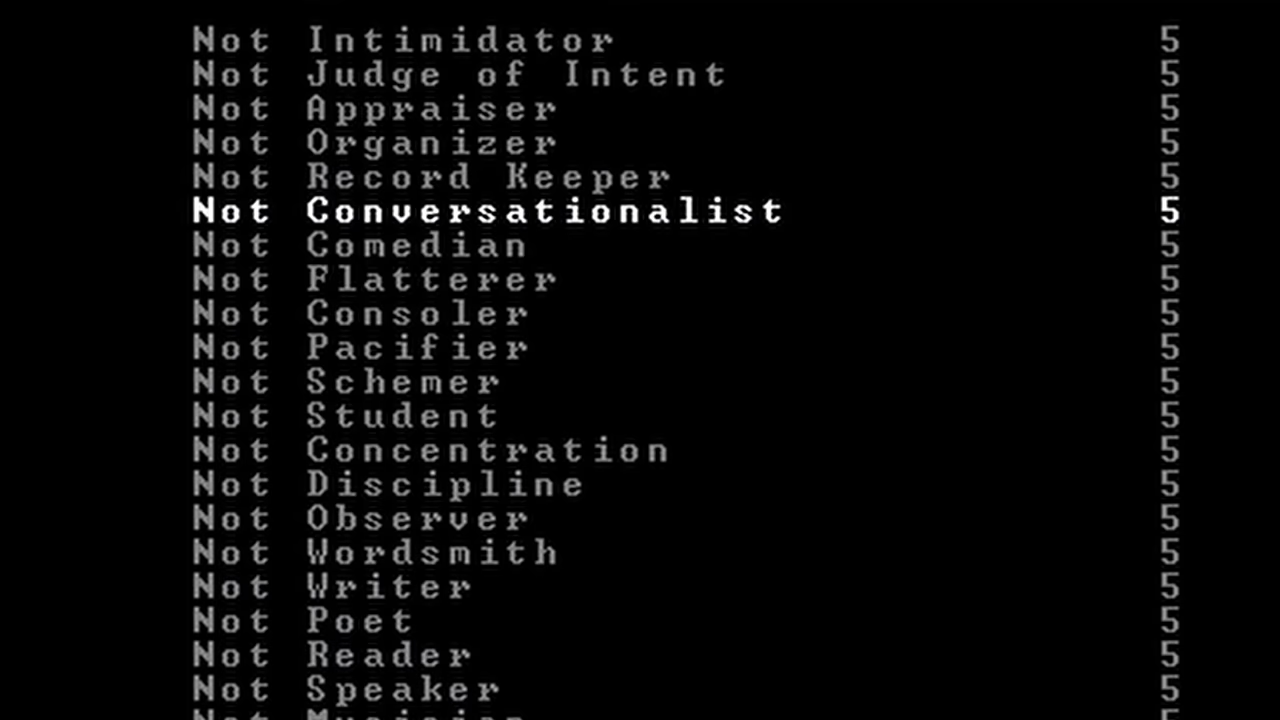 Not Intimidator 5
Not Judge of Intent 5
Not Appraiser 5
Not Organizer 5
Not Record Keeper 5
Not Conversationalist 5
Not Comedian 5
Not Flatterer 5
Not Consoler 5
Not Pacifier 5
Not Schemer 5
Not Student 5
Not Concentration 5
Not Discipline 5
Not Observer 5
Not Wordsmith 5
Not Writer 5
Not Poet 5
Not Reader 5
Not Speaker 5
Not Musician 5